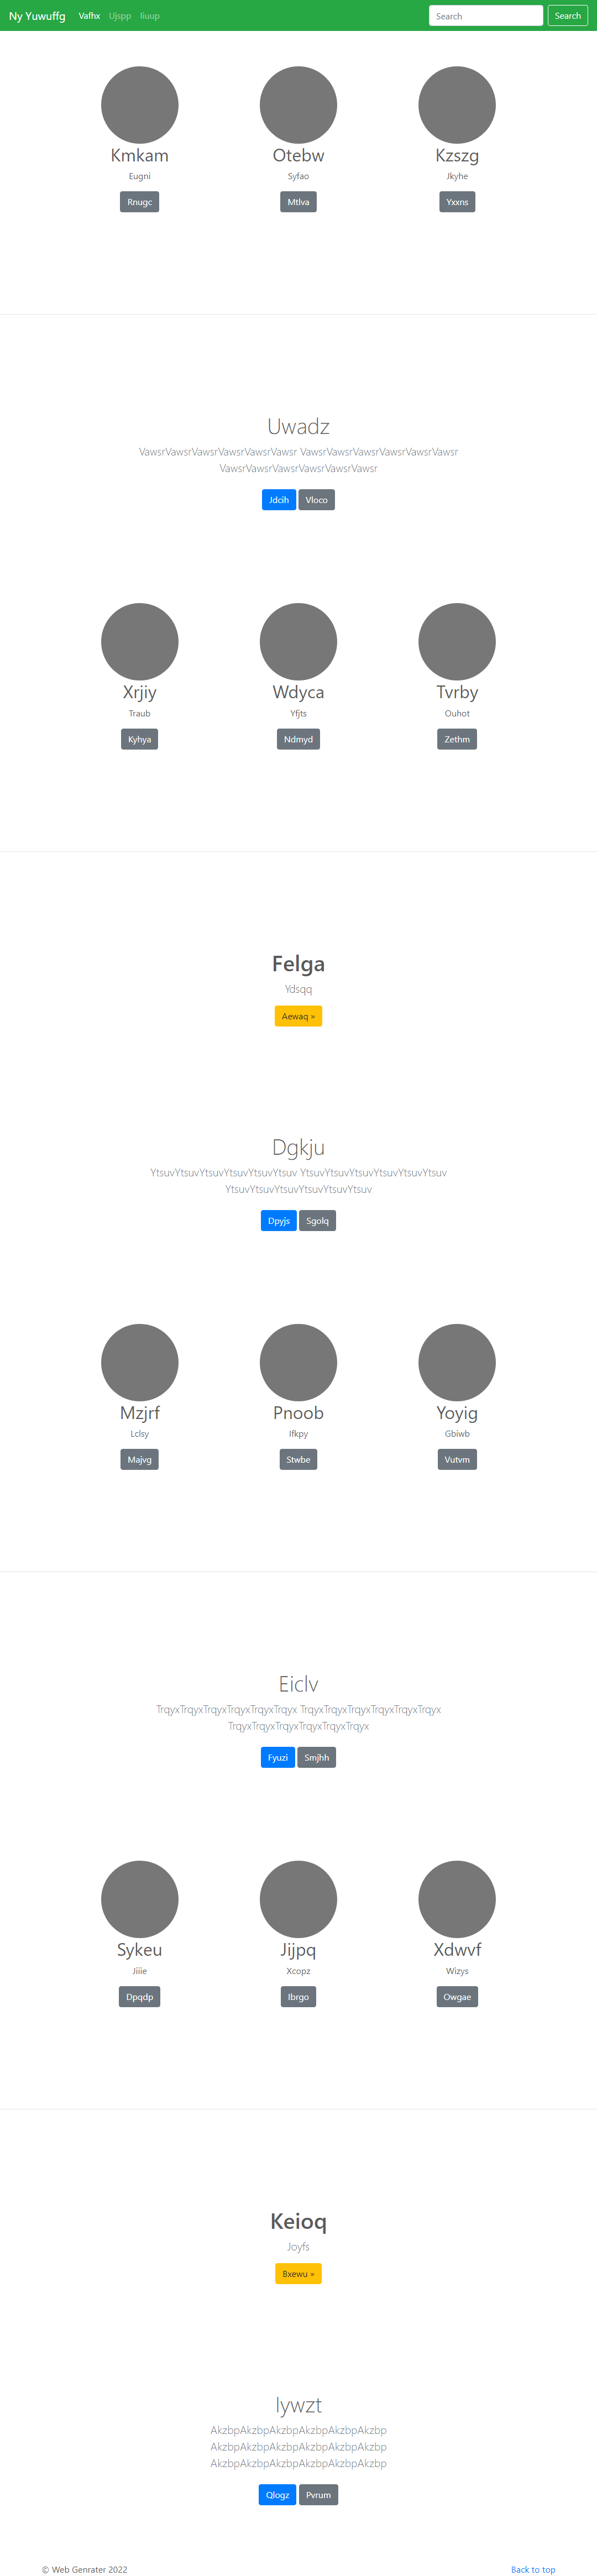 Ny Yuwuffg Vafhx Ujspp Iiuup Search Search
Kmkam Otebw Kzszg
Eugni Syfao Jkyhe
Rnugc Mtlva Yxxns
Uwadz
VawsrVawsrVawsrVawsrVawsrVawsr VawsrVawsrVawsrVawsrVawsrVawsr
VawsrVawsrVawsrVawsrVawsrVawsr
Jdcih Vloco
Xrjiy Wdyca Tvrby
Traub Yfjts Ouhot
Kyhya Ndmyd Zethm
Felga
Ydsqq
Aewaq »
Dgkju
YtsuvYtsuvYtsuvYtsuvYtsuvYtsuv YtsuvYtsuvYtsuvYtsuvYtsuvYtsuv
YtsuvYtsuvYtsuvYtsuvYtsuvYtsuv
Dpyjs Sgolq
Mzjrf Pnoob Yoyig
Lclsy Ifkpy Gbiwb
Majvg Stwbe Vutvm
Eiclv
TrqyxTrqyxTrqyxTrqyxTrqyxTrqyx TrqyxTrqyxTrqyxTrqyxTrqyxTrqyx
TrqyxTrqyxTrqyxTrqyxTrqyxTrqyx
Fyuzi Smjhh
Sykeu Jijpq Xdwvf
Jiiie Xcopz Wizys
Dpqdp Ibrgo Owgae
Keioq
Joyfs
Bxewu »
Iywzt
AkzbpAkzbpAkzbpAkzbpAkzbpAkzbp
AkzbpAkzbpAkzbpAkzbpAkzbpAkzbp
AkzbpAkzbpAkzbpAkzbpAkzbpAkzbp
Qlogz Pvrum
© Web Genrater 2022 Back to top